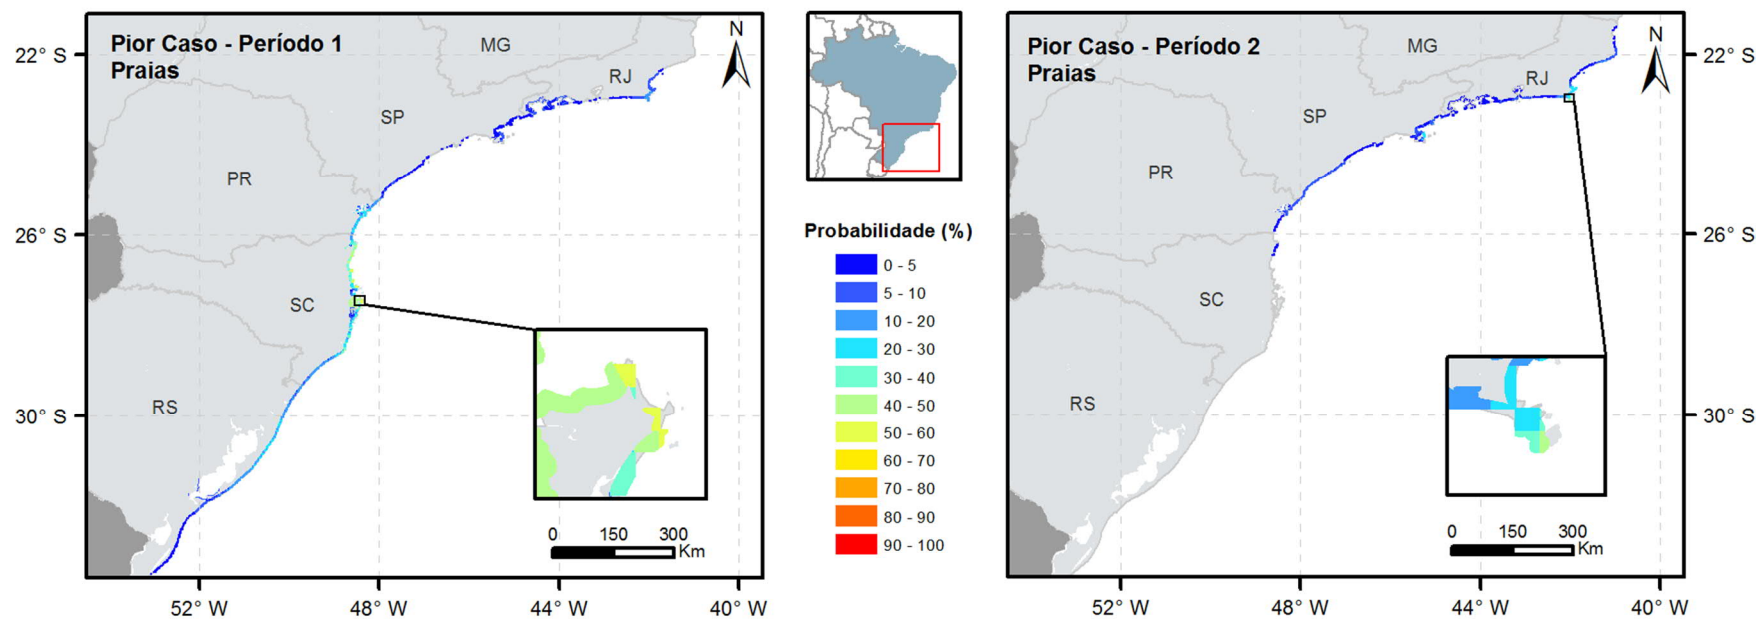 Pior Caso - Período 1
Praias
N
MG
RJ
SP
PR
SC
RS
22° S
26° S
30° S
52° W
48° W
44° W
40° W
0 150 300
Km
Probabilidade (%)
0 - 5
5 - 10
10 - 20
20 - 30
30 - 40
40 - 50
50 - 60
60 - 70
70 - 80
80 - 90
90 - 100
Pior Caso - Período 2
Praias
N
MG
RJ
SP
PR
SC
RS
22° S
26° S
30° S
52° W
48° W
44° W
40° W
0 150 300
Km